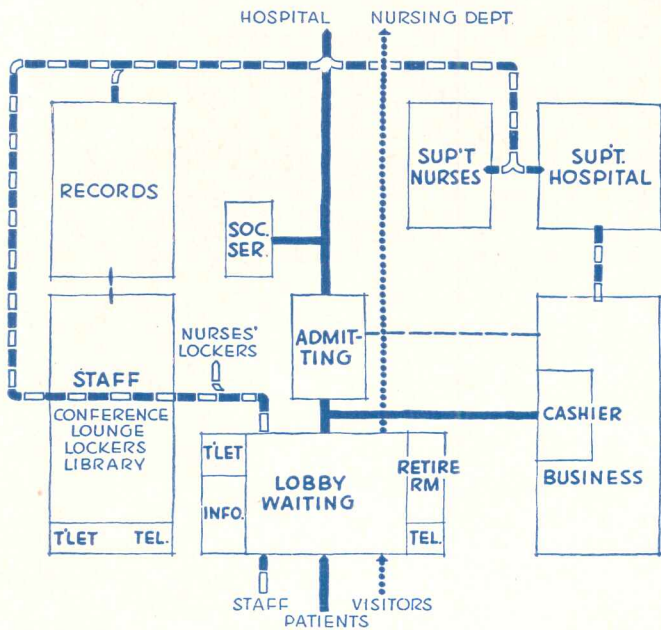 HOSPITAL
NURSING DEPT.
RECORDS
SUP'T
NURSES
SUP'T.
HOSPITAL
SOC.
SER.
NURSES'
LOCKERS
ADMIT-
TING
STAFF
CONFERENCE
LOUNGE
LOCKERS
LIBRARY
T'LET TEL.
T'LET
INFO.
LOBBY
WAITING
RETIRE
RM
TEL.
CASHIER
BUSINESS
STAFF
PATIENTS
VISITORS